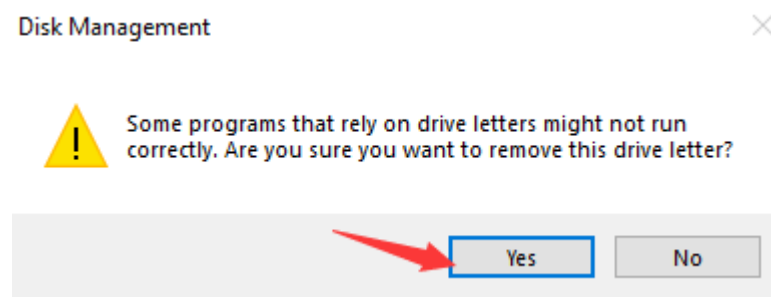 Disk Management
Some programs that rely on drive letters might not run
correctly. Are you sure you want to remove this drive letter?
Yes
No